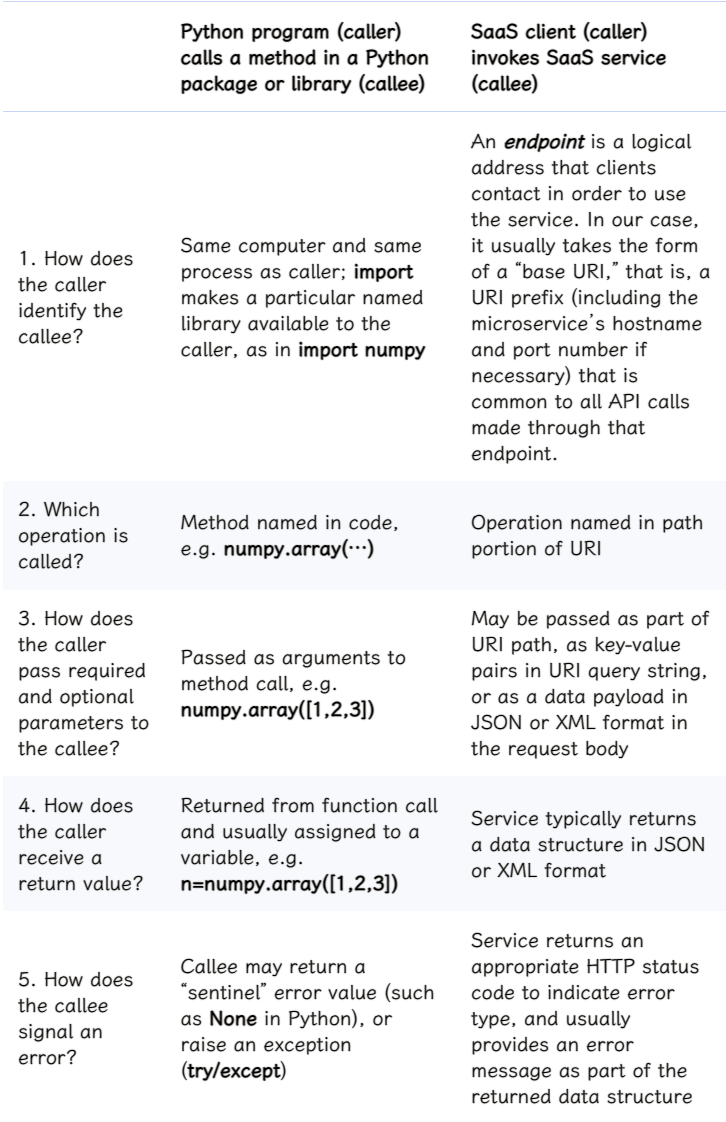 Python program (caller)
calls a method in a Python
package or library (callee)
SaaS client (caller)
invokes SaaS service
(callee)
1. How does
the caller
identify the
callee?
Same computer and same
process as caller; import
makes a particular named
library available to the
caller, as in import numpy
An endpoint is a logical
address that clients
contact in order to use
the service. In our case,
it usually takes the form
of a “base URI,” that is, a
URI prefix (including the
microservice’s hostname
and port number if
necessary) that is
common to all API calls
made through that
endpoint.
2. Which
operation is
called?
Method named in code,
e.g. numpy.array(⋯)
Operation named in path
portion of URI
3. How does
the caller
pass required
and optional
parameters to
the callee?
Passed as arguments to
method call, e.g.
numpy.array([1,2,3])
May be passed as part of
URI path, as key-value
pairs in URI query string,
or as a data payload in
JSON or XML format in
the request body
4. How does
the caller
receive a
return value?
Returned from function call
and usually assigned to a
variable, e.g.
n=numpy.array([1,2,3])
Service typically returns
a data structure in JSON
or XML format
5. How does
the callee
signal an
error?
Callee may return a
“sentinel” error value (such
as None in Python), or
raise an exception
(try/except)
Service returns an
appropriate HTTP status
code to indicate error
type, and usually
provides an error
message as part of the
returned data structure